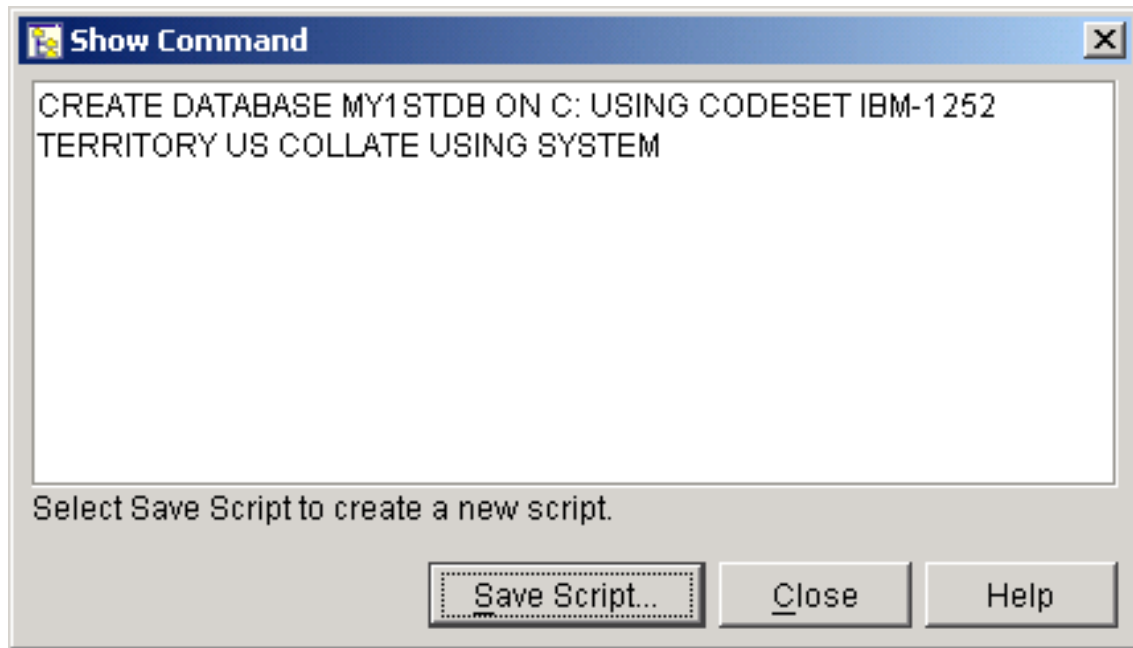 Show Command
CREATE DATABASE MY1STDB ON C: USING CODESET IBM-1252
TERRITORY US COLLATE USING SYSTEM
Select Save Script to create a new script.
Save Script... Close Help